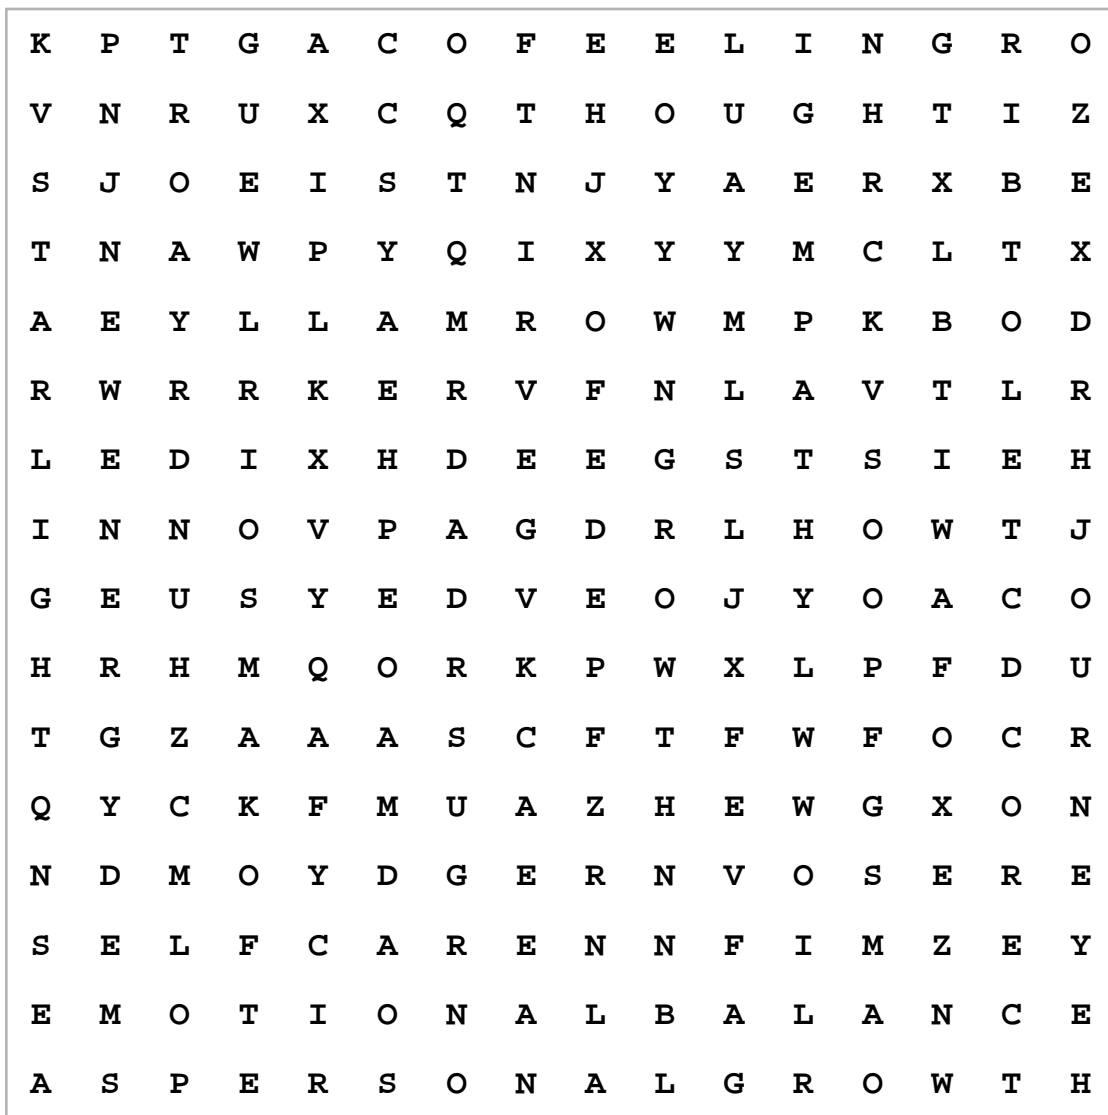 K P T G A C O F E E L I N G R O
V N R U X C Q T H O U G H T I Z
S J O E I S T N J Y A E R X B E
T N A W P Y Q I X Y Y M C L T X
A E Y L L A M R O W M P K B O D
R W R R K E R V F N L A V T L R
L E D I X H D E E G S T S I E H
I N N O V P A G D R L H O W T J
G E U S Y E D V E O J Y O A C O
H R H M Q O R K P W X L P F D U
T G Z A A A S C F T F W F O C R
Q Y C K F M U A Z H E W G X O N
N D M O Y D G E R N V O S E R E
S E L F C A R E N N F I M Z E Y
E M O T I O N A L B A L A N C E
A S P E R S O N A L G R O W T H